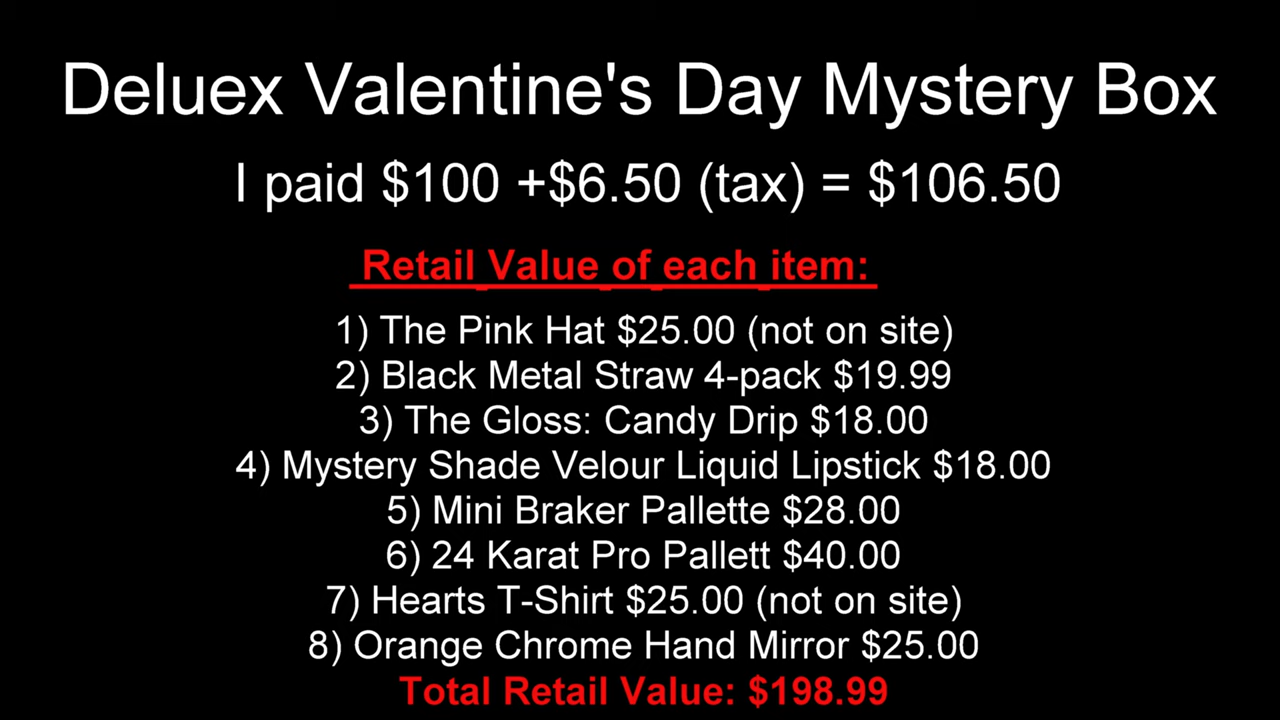 Deluex Valentine's Day Mystery Box
I paid $100 +$6.50 (tax) = $106.50
Retail Value of each item:
1) The Pink Hat $25.00 (not on site)
2) Black Metal Straw 4-pack $19.99
3) The Gloss: Candy Drip $18.00
4) Mystery Shade Velour Liquid Lipstick $18.00
5) Mini Braker Pallette $28.00
6) 24 Karat Pro Pallett $40.00
7) Hearts T-Shirt $25.00 (not on site)
8) Orange Chrome Hand Mirror $25.00
Total Retail Value: $198.99